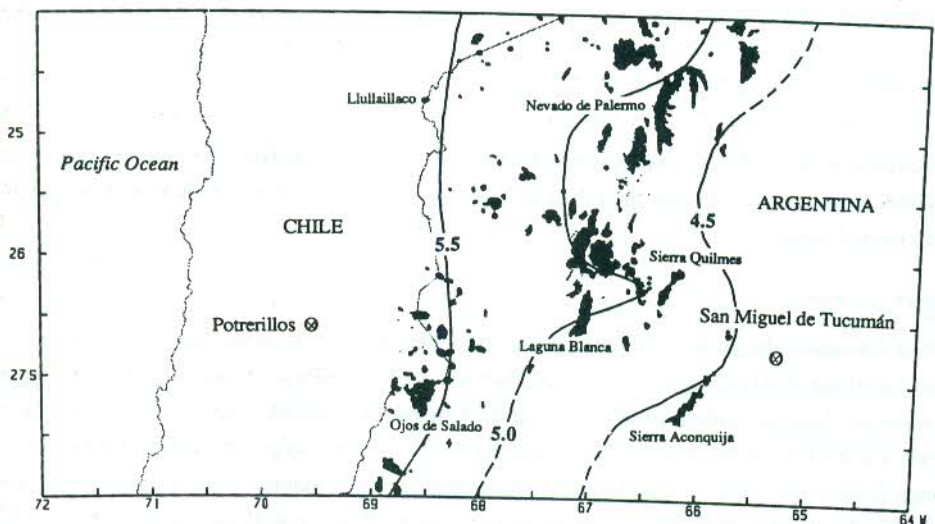 Llullaillaco
Nevado de Palermo
25
Pacific Ocean
CHILE
ARGENTINA
4.5
5.5
26
Sierra Quilmes
Potrerillos
San Miguel de Tucumán
Laguna Blanca
27S
Ojos de Salado
5.0
Sierra Aconquija
72 71 70 69 68 67 66 65 64 W